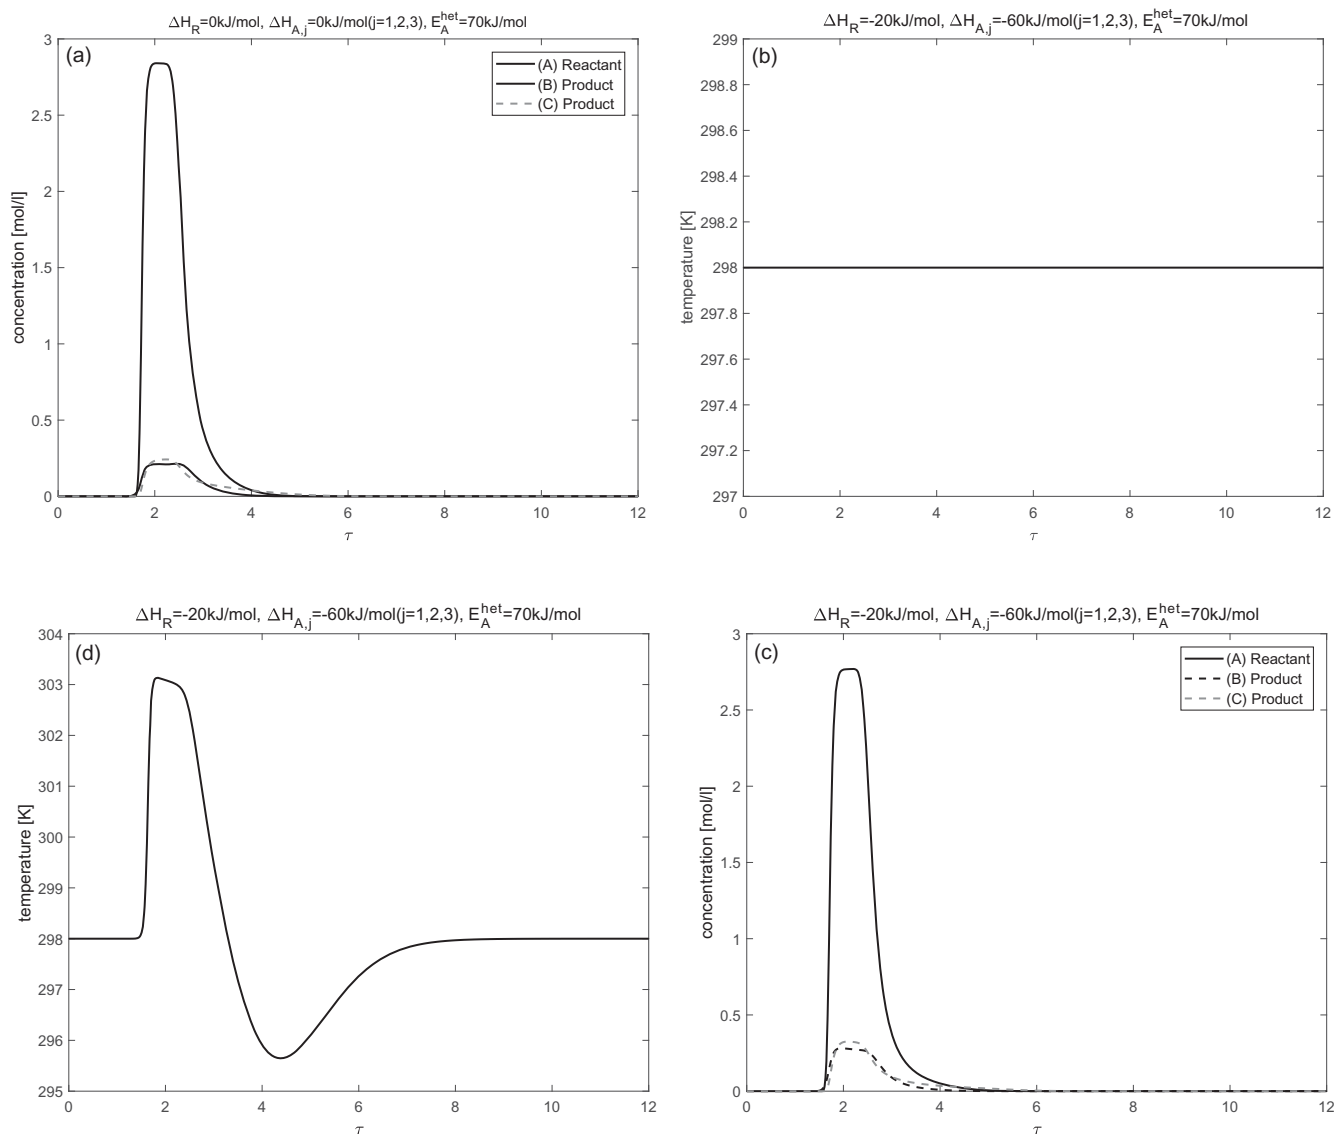 ΔH_R=0kJ/mol, ΔH_A,j=0kJ/mol(j=1,2,3), E_A^het=70kJ/mol
(a)
(A) Reactant
(B) Product
(C) Product
3
2.5
2
1.5
1
0.5
0
concentration [mol/l]
0 2 4 6 8 10 12
τ
ΔH_R=-20kJ/mol, ΔH_A,j=-60kJ/mol(j=1,2,3), E_A^het=70kJ/mol
(b)
299
298.8
298.6
298.4
298.2
298
297.8
297.6
297.4
297.2
297
temperature [K]
0 2 4 6 8 10 12
τ
ΔH_R=-20kJ/mol, ΔH_A,j=-60kJ/mol(j=1,2,3), E_A^het=70kJ/mol
(d)
304
303
302
301
300
299
298
297
296
295
temperature [K]
0 2 4 6 8 10 12
τ
ΔH_R=-20kJ/mol, ΔH_A,j=-60kJ/mol(j=1,2,3), E_A^het=70kJ/mol
(c)
(A) Reactant
(B) Product
(C) Product
3
2.5
2
1.5
1
0.5
0
concentration [mol/l]
0 2 4 6 8 10 12
τ